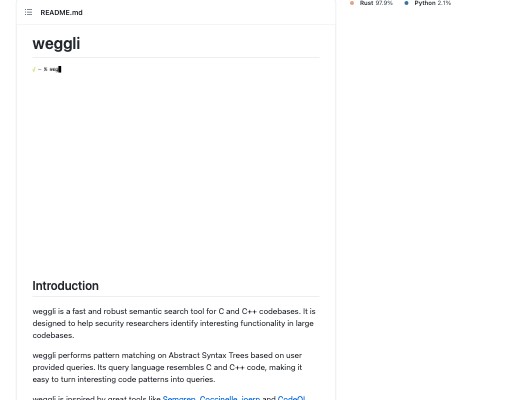 Rust 97.9% Python 2.1%
README.md
weggli
Introduction
weggli is a fast and robust semantic search tool for C and C++ codebases. It is
designed to help security researchers identify interesting functionality in large
codebases.
weggli performs pattern matching on Abstract Syntax Trees based on user
provided queries. Its query language resembles C and C++ code, making it
easy to turn interesting code patterns into queries.
weggli is inspired by great tools like Semgrep, Coccinelle, joern and CodeQL,